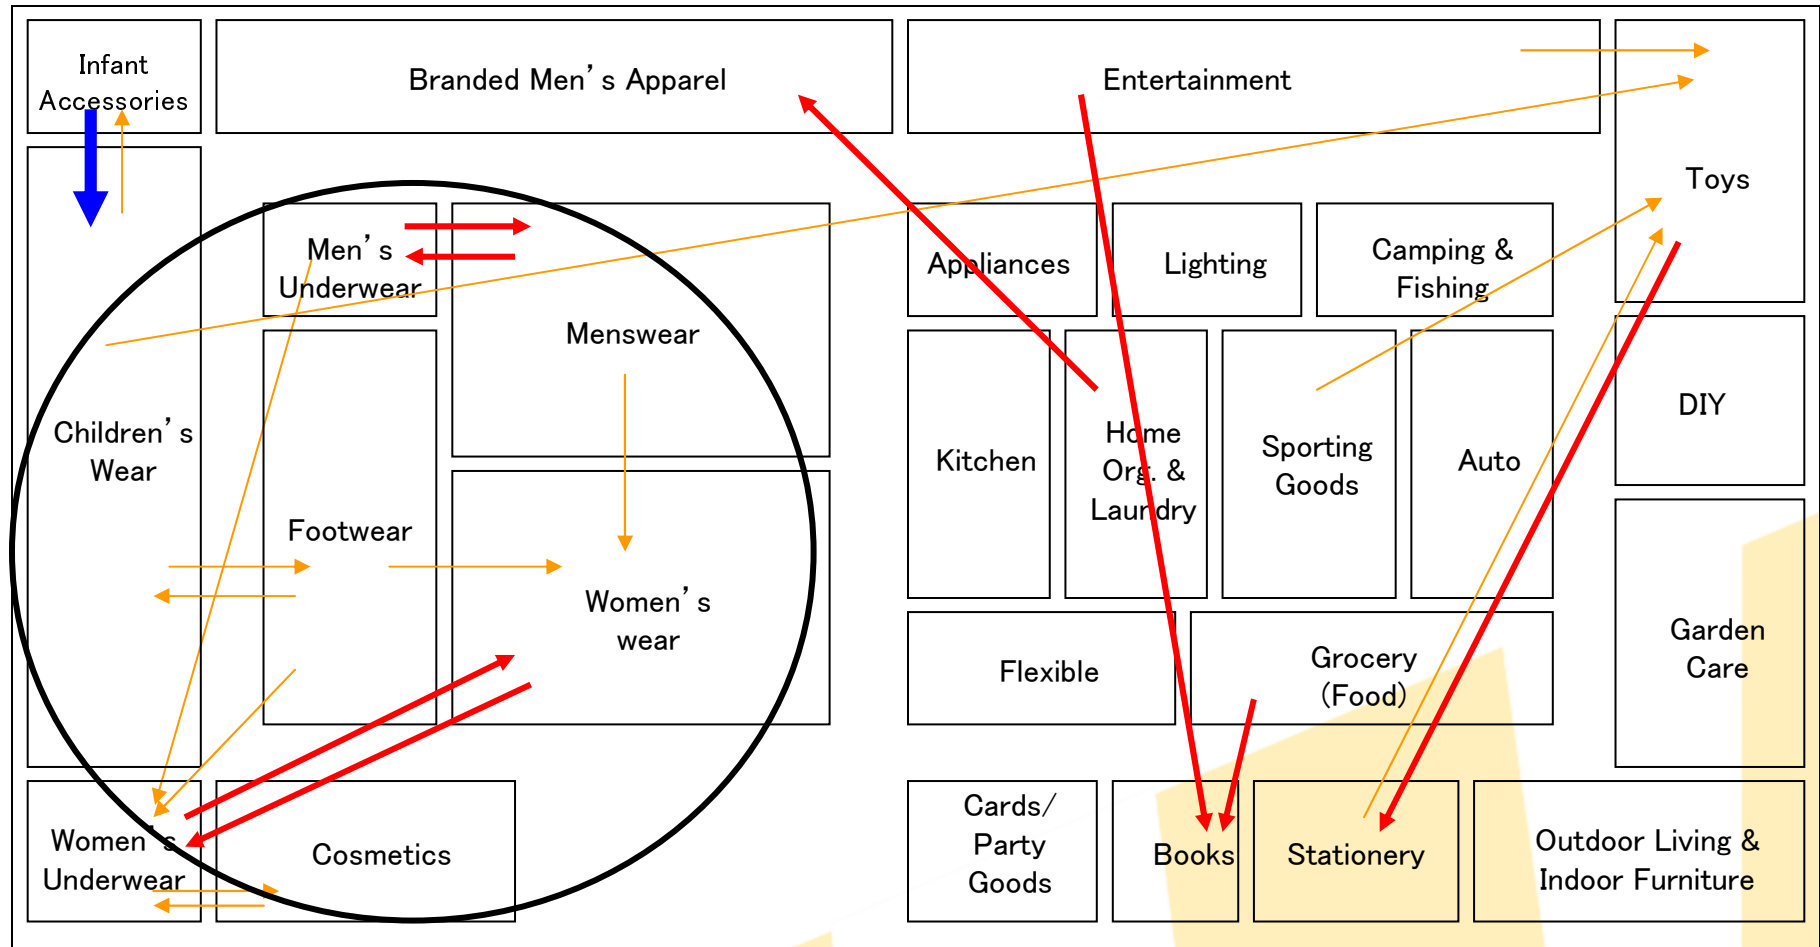 Infant
Accessories
Branded Men’s Apparel
Entertainment
Toys
Men’s
Underwear
Menswear
Appliances
Lighting
Camping &
Fishing
Children’s
Wear
Footwear
Women’s
wear
Kitchen
Home
Org. &
Laundry
Sporting
Goods
Auto
DIY
Flexible
Grocery
(Food)
Garden
Care
Women’s
Underwear
Cosmetics
Cards/
Party
Goods
Books
Stationery
Outdoor Living &
Indoor Furniture